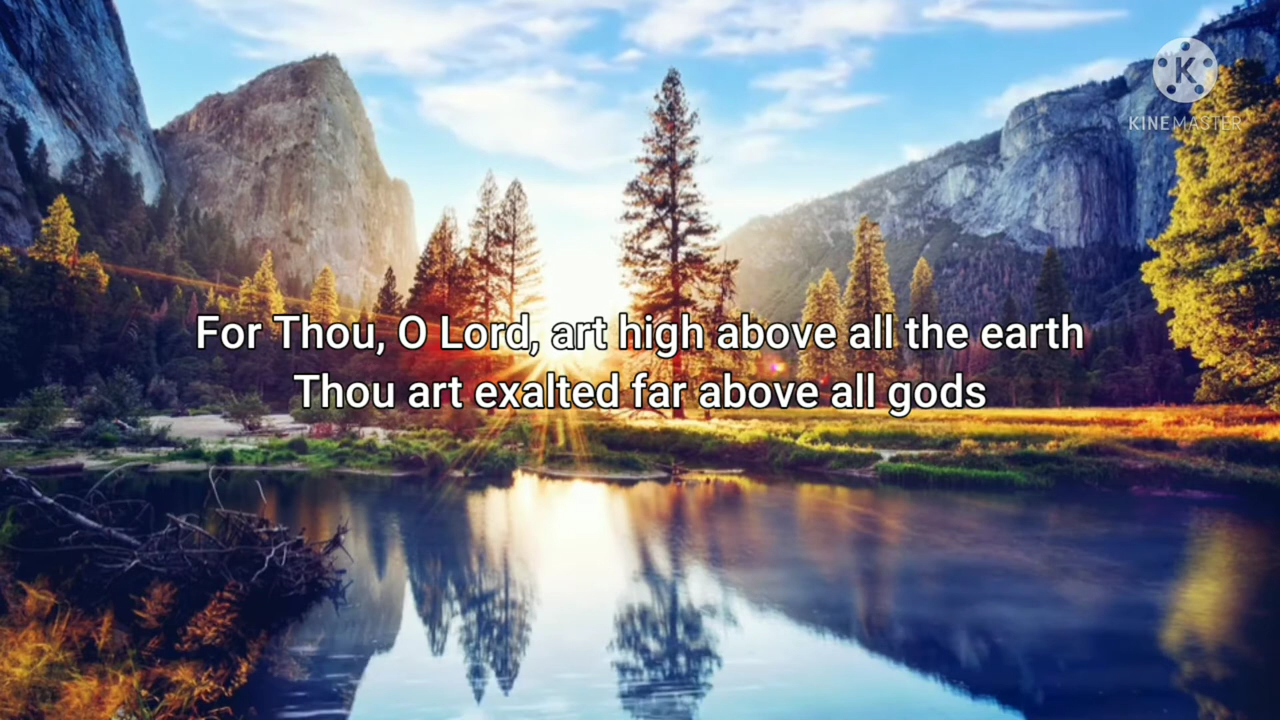 K
KINEMASTER
For Thou, O Lord, art high above all the earth
Thou art exalted far above all gods